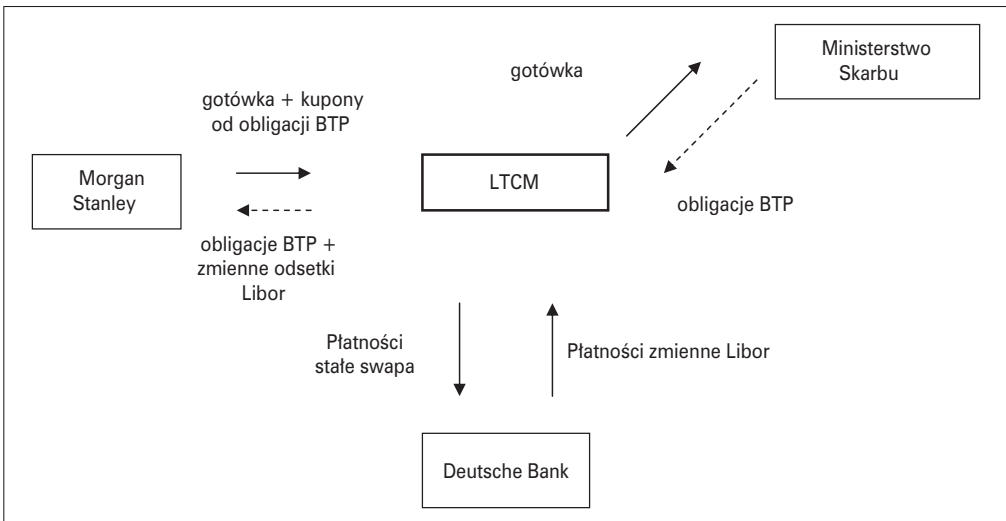 Ministerstwo
Skarbu
gotówka
gotówka + kupony
od obligacji BTP
Morgan
Stanley
LTCM
obligacje BTP
obligacje BTP +
zmienne odsetki
Libor
Płatności
stałe swapa
Płatności zmienne Libor
Deutsche Bank